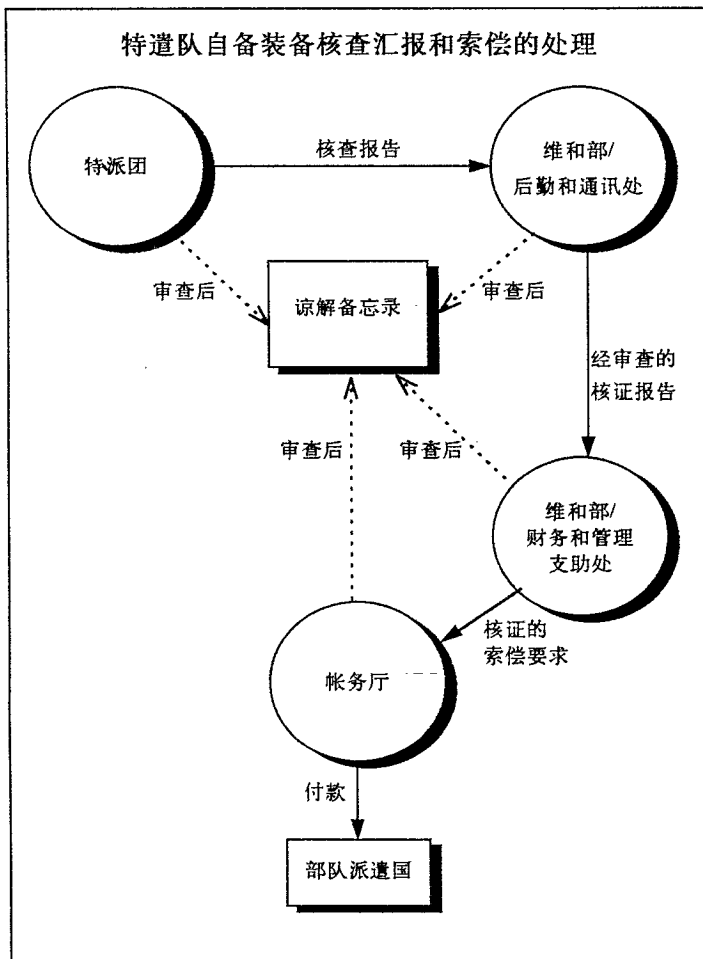 特遣队自备装备核查汇报和索偿的处理
特派团
核查报告
维和部/
后勤和通讯处
审查后
谅解备忘录
审查后
经审查的
核证报告
审查后
审查后
维和部/
财务和管理
支助处
核证的
索偿要求
帐务厅
付款
部队派遣国